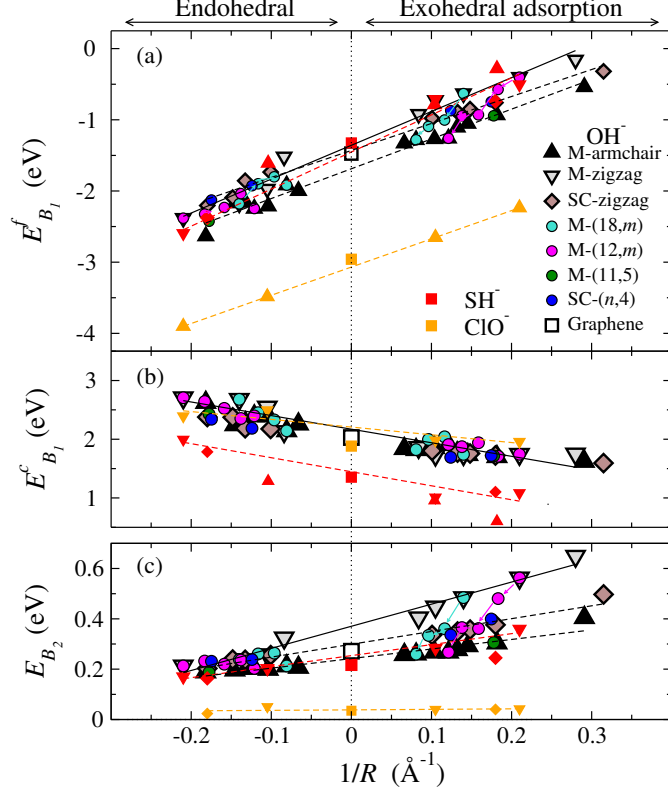 Endohedral Exohedral adsorption
(a)
0
-1
-2
-3
-4
E^f_{B_1} (eV)
OH^-
M-armchair
M-zigzag
SC-zigzag
M-(18,m)
M-(12,m)
M-(11,5)
SC-(n,4)
Graphene
SH^-
ClO^-
(b)
3
2
1
E^c_{B_1} (eV)
(c)
0.6
0.4
0.2
0
E_{B_2} (eV)
-0.2 -0.1 0 0.1 0.2 0.3
1/R (Å^{-1})